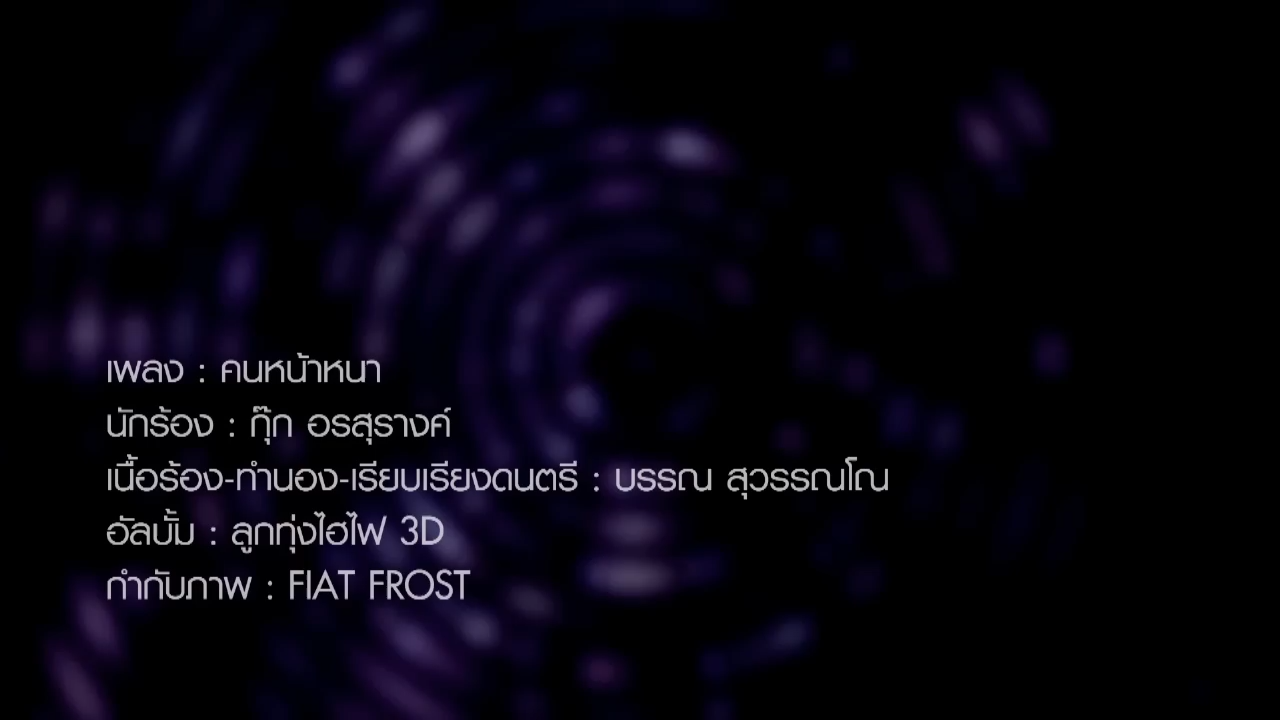 เพลง : คนหน้าหนา
นักร้อง : กุ๊ก อรสุรางค์
เนื้อร้อง-ทำนอง-เรียบเรียงดนตรี : บรรณ สุวรรณโณ
อัลบั้ม : ลูกทุ่งไฮไฟ 3D
กำกับภาพ : FIAT FROST